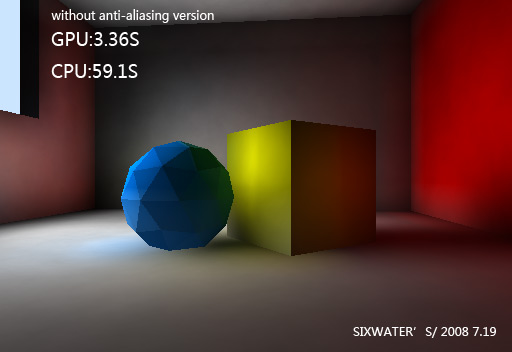 without anti-aliasing version
GPU:3.36S
CPU:59.1S
SIXWATER’ S/ 2008 7.19